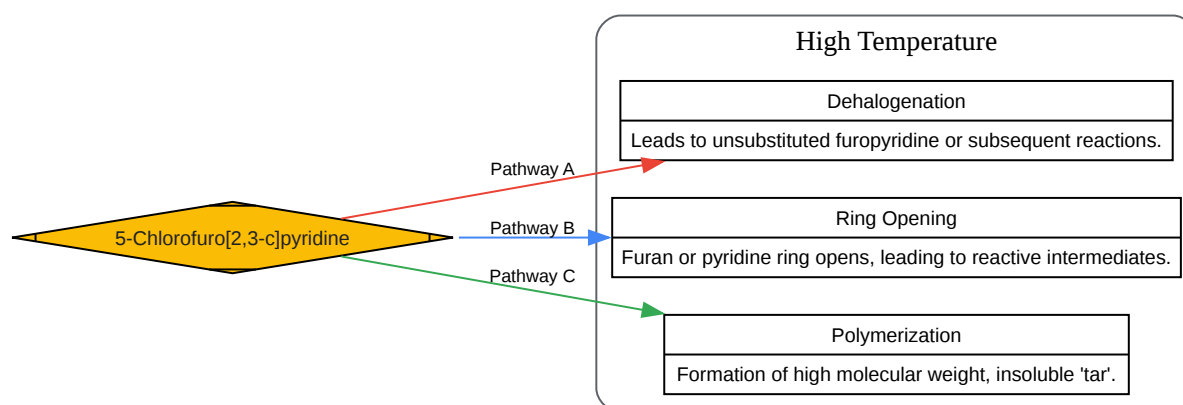 High Temperature
Dehalogenation
Leads to unsubstituted furopyridine or subsequent reactions.
Pathway A
Ring Opening
5-Chlorofuro[2,3-c]pyridine
Pathway B
Furan or pyridine ring opens, leading to reactive intermediates.
Pathway C
Polymerization
Formation of high molecular weight, insoluble 'tar'.